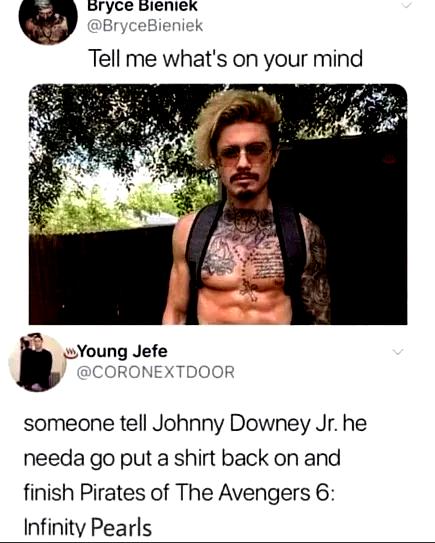 Bryce Bieniek
@BryceBieniek
Tell me what's on your mind
Young Jefe
@CORONEXTDOOR
someone tell Johnny Downey Jr. he
needa go put a shirt back on and
finish Pirates of The Avengers 6:
Infinity Pearls